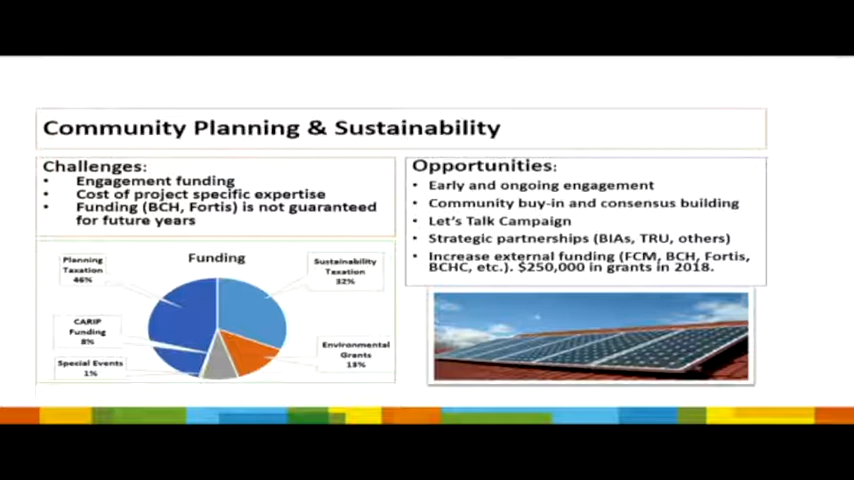 Community Planning & Sustainability
Challenges:
• Engagement funding
• Cost of project specific expertise
• Funding (BCH, Fortis) is not guaranteed
for future years
Opportunities:
• Early and ongoing engagement
• Community buy-in and consensus building
• Let's Talk Campaign
• Strategic partnerships (BIAs, TRU, others)
• Increase external funding (FCM, BCH, Fortis,
BCHC, etc.). $250,000 in grants in 2018.
Funding
Planning
Taxation
46%
Sustainability
Taxation
32%
CARIP
Funding
8%
Environmental
Grants
13%
Special Events
1%